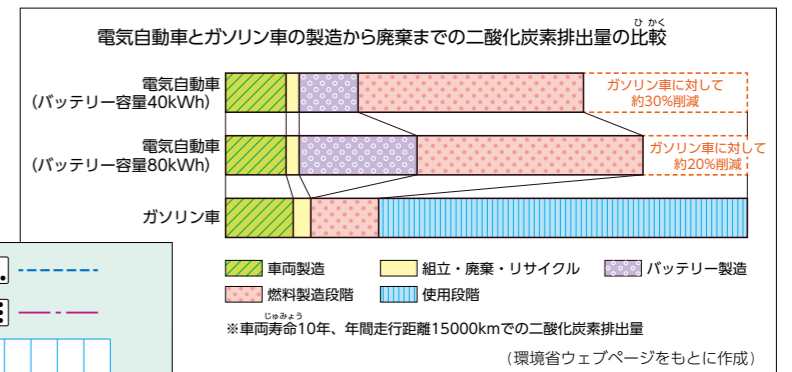 電気自動車とガソリン車の製造から廃棄までの二酸化炭素排出量の比較
ひかく
電気自動車
(バッテリー容量40kWh)
ガソリン車に対して
約30%削減
電気自動車
(バッテリー容量80kWh)
ガソリン車に対して
約20%削減
ガソリン車
車両製造
組立・廃棄・リサイクル
バッテリー製造
燃料製造段階
使用段階
じゅみょう
※車両寿命10年、年間走行距離15000kmでの二酸化炭素排出量
(環境省ウェブページをもとに作成)